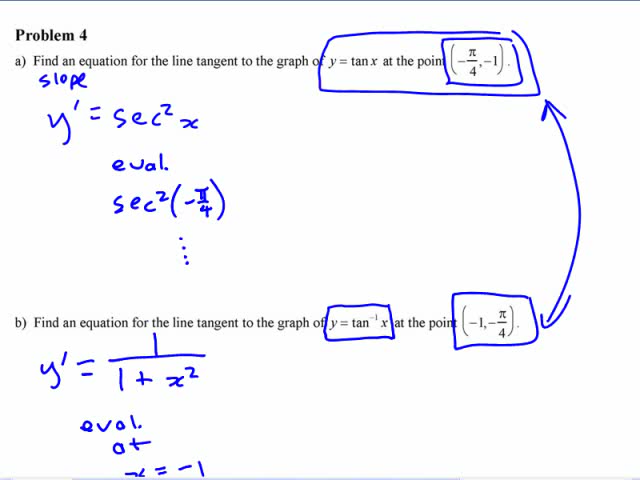 Problem 4
a) Find an equation for the line tangent to the graph of y = tan x at the point (-π/4, -1).
slope
y' = sec² x
eval.
sec²(-π/4)
⋮
b) Find an equation for the line tangent to the graph of y = tan⁻¹ x at the point (-1, -π/4).
y' = 1/(1 + x²)
eval.
at
x = -1